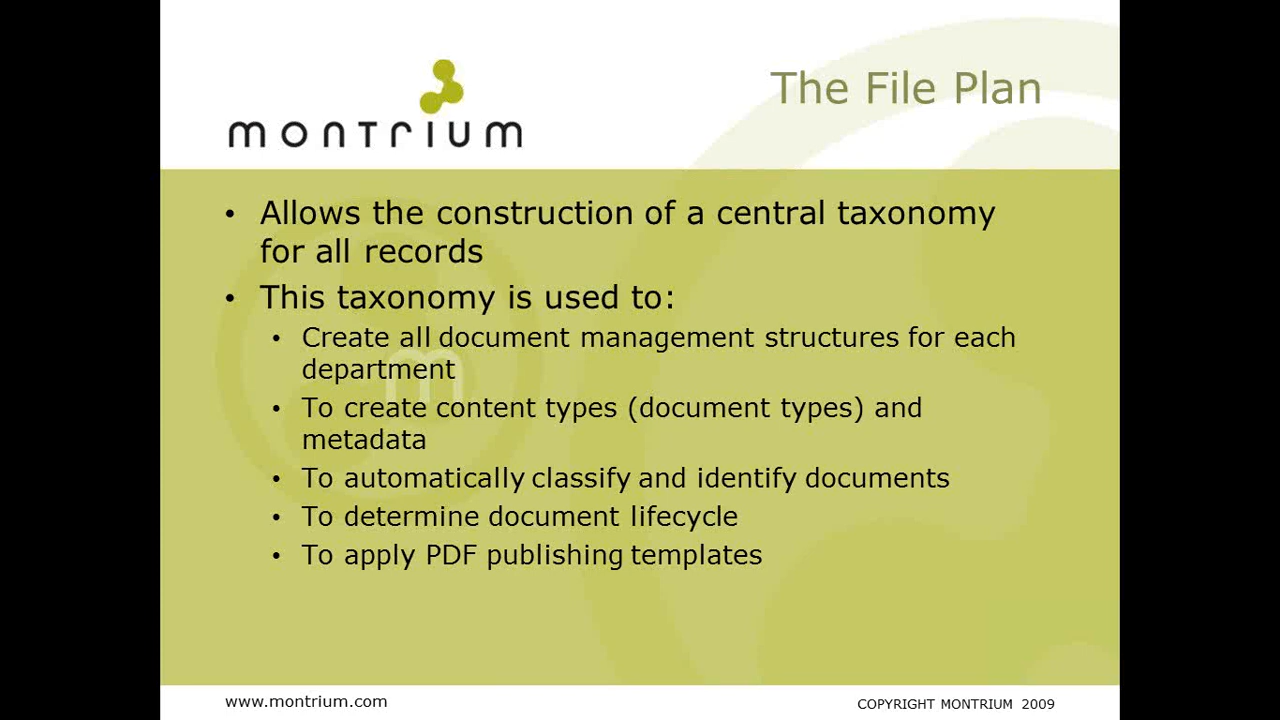 The File Plan
montrium
• Allows the construction of a central taxonomy
for all records
• This taxonomy is used to:
• Create all document management structures for each
department
• To create content types (document types) and
metadata
• To automatically classify and identify documents
• To determine document lifecycle
• To apply PDF publishing templates
m
www.montrium.com
COPYRIGHT MONTRIUM 2009